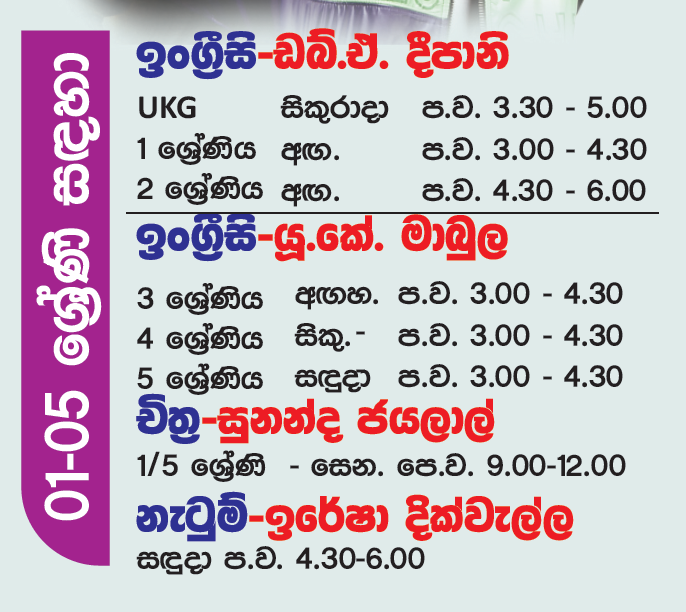 01-05 ශ්‍රේණි සඳහා
ඉංග්‍රීසි-ඩබ්.ඒ. දීපානි
UKG සිකුරාදා ප.ව. 3.30 - 5.00
1 ශ්‍රේණිය අඟ. ප.ව. 3.00 - 4.30
2 ශ්‍රේණිය අඟ. ප.ව. 4.30 - 6.00
ඉංග්‍රීසි-යූ.කේ. මාබුල
3 ශ්‍රේණිය අඟහ. ප.ව. 3.00 - 4.30
4 ශ්‍රේණිය සිකු.- ප.ව. 3.00 - 4.30
5 ශ්‍රේණිය සඳුදා ප.ව. 3.00 - 4.30
චිත්‍ර-සුනන්ද ජයලාල්
1/5 ශ්‍රේණි - සෙන. පෙ.ව. 9.00-12.00
නැටුම්-ඉරේෂා දික්වැල්ල
සඳුදා ප.ව. 4.30-6.00